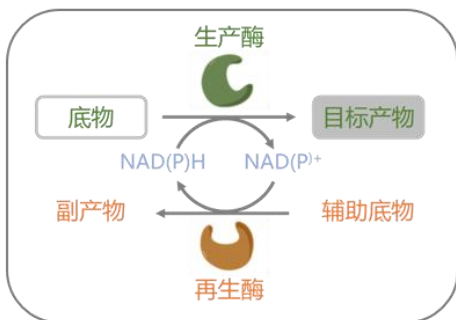 生产酶
底物
目标产物
NAD(P)H
NAD(P)+
副产物
辅助底物
再生酶